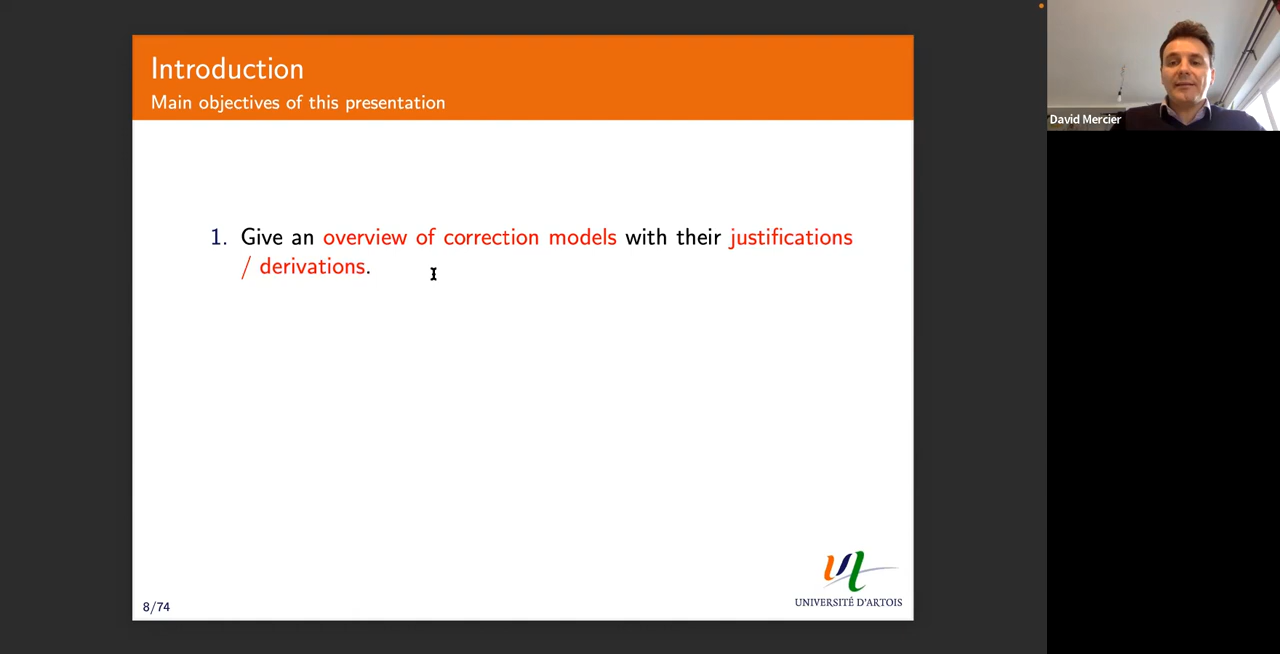 Introduction
Main objectives of this presentation
1. Give an overview of correction models with their justifications
/ derivations.
8/74
UNIVERSITÉ D'ARTOIS
David Mercier